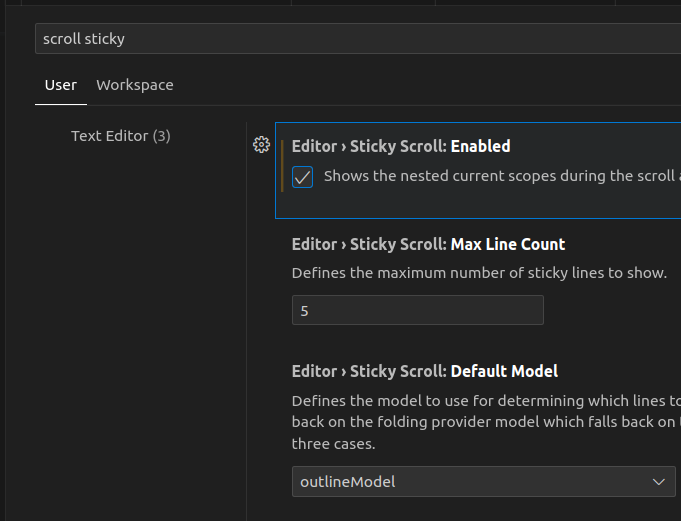 scroll sticky
User Workspace
Text Editor (3)
Editor › Sticky Scroll: Enabled
Shows the nested current scopes during the scroll
Editor › Sticky Scroll: Max Line Count
Defines the maximum number of sticky lines to show.
5
Editor › Sticky Scroll: Default Model
Defines the model to use for determining which lines to
back on the folding provider model which falls back on
three cases.
outlineModel